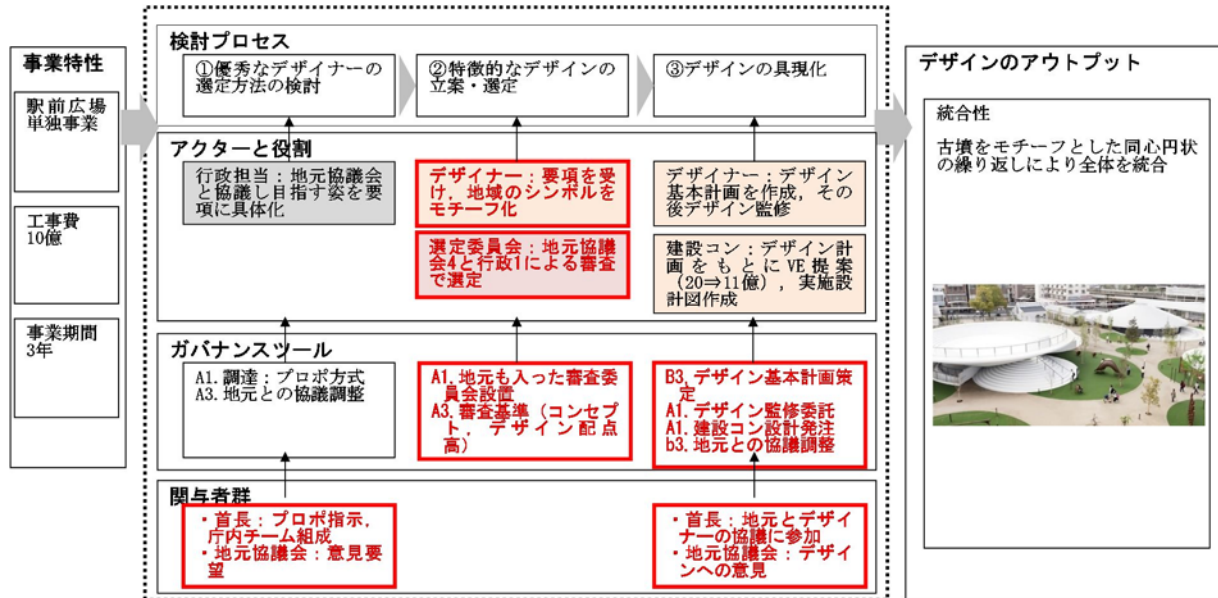 事業特性
駅前広場
単独事業
工事費
10億
事業期間
3年
検討プロセス
①優秀なデザイナーの
選定方法の検討
②特徴的なデザインの
立案・選定
③デザインの具現化
アクターと役割
行政担当：地元協議会
と協議し目指す姿を要
項に具体化
デザイナー：要項を受
け，地域のシンボルを
モチーフ化
選定委員会：地元協議
会4と行政1による審査
で選定
デザイナー：デザイン
基本計画を作成，その
後デザイン監修
建設コン：デザイン計
画をもとにVE提案
（20⇒11億），実施設
計図作成
ガバナンスツール
A1.調達：プロポ方式
A3.地元との協議調整
A1.地元も入った審査委
員会設置
A3.審査基準（コンセプ
ト，デザイン配点
高）
B3.デザイン基本計画策
定
A1.デザイン監修委託
A1.建設コン設計発注
b3.地元との協議調整
関与者群
・首長：プロポ指示，
庁内チーム組成
・地元協議会：意見要
望
・首長：地元とデザイ
ナーの協議に参加
・地元協議会：デザイ
ンへの意見
デザインのアウトプット
統合性
古墳をモチーフとした同心円状
の繰り返しにより全体を統合